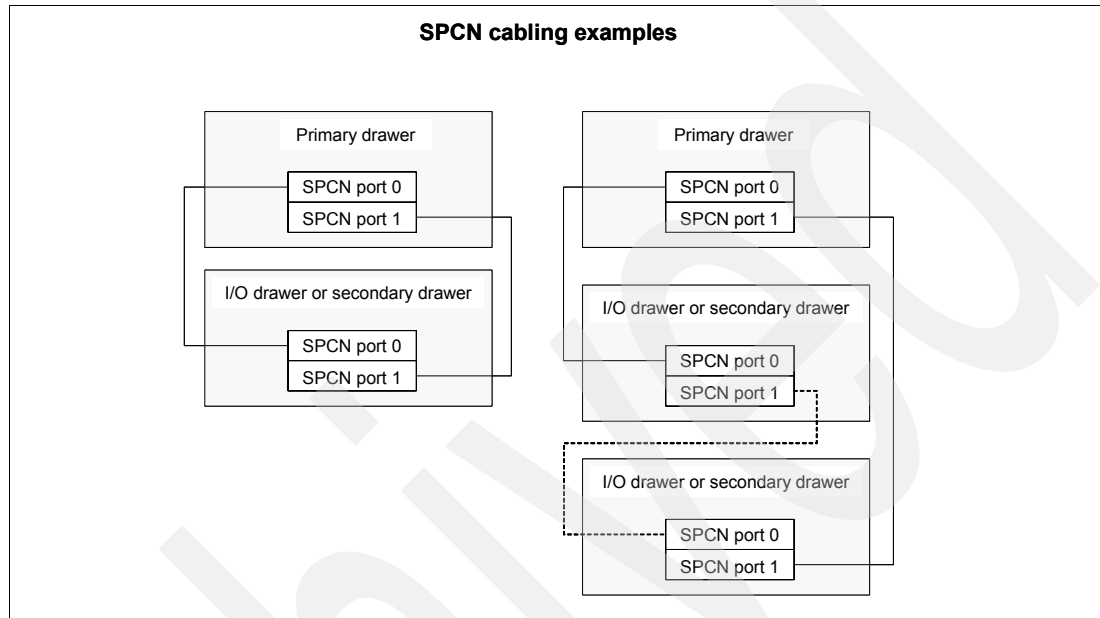 SPCN cabling examples
Primary drawer
SPCN port 0
SPCN port 1
I/O drawer or secondary drawer
SPCN port 0
SPCN port 1
Primary drawer
SPCN port 0
SPCN port 1
I/O drawer or secondary drawer
SPCN port 0
SPCN port 1
I/O drawer or secondary drawer
SPCN port 0
SPCN port 1